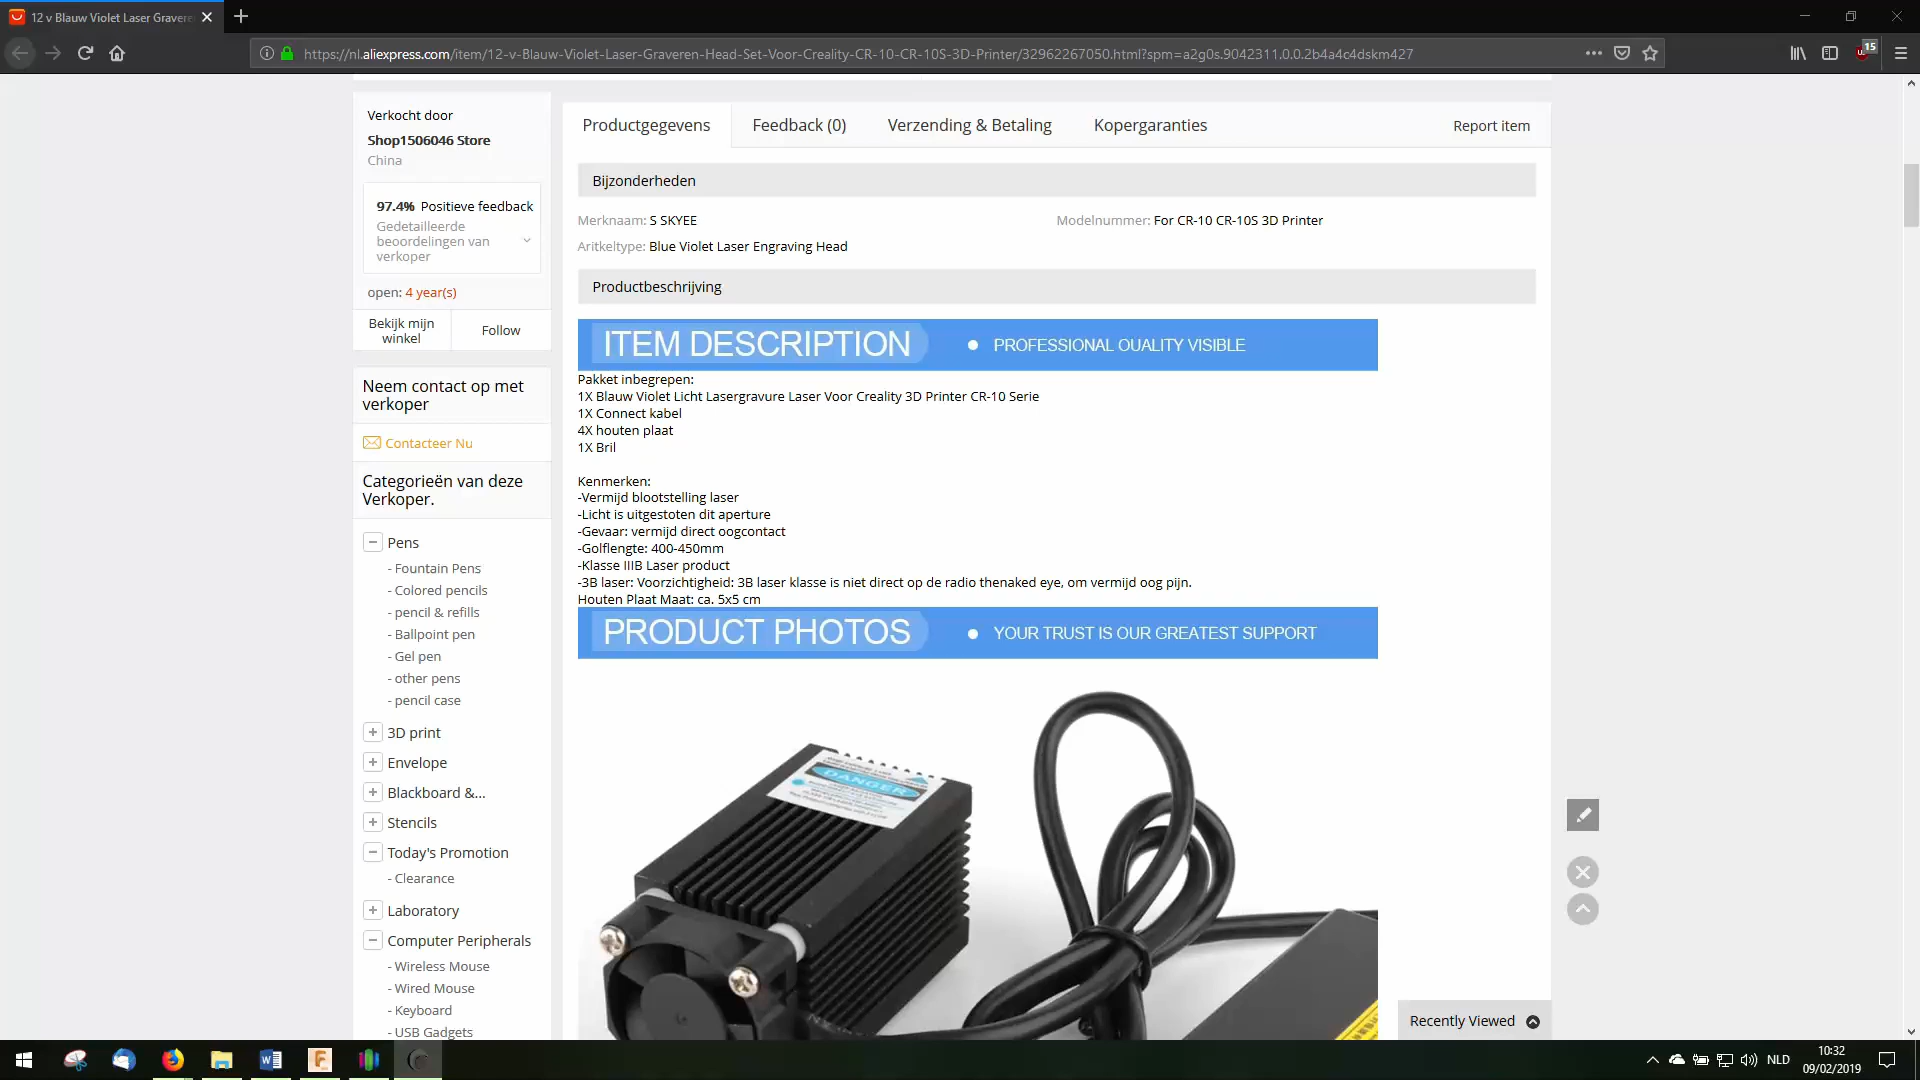 12 v Blauw Violet Laser Gravere
https://nl.aliexpress.com/item/12-v-Blauw-Violet-Laser-Graveren-Head-Set-Voor-Creality-CR-10-CR-10S-3D-Printer/32962267050.html?spm=a2g0s.9042311.0.0.2b4a4c4dskm427
15
Verkocht door
Shop1506046 Store
China
97.4% Positieve feedback
Gedetailleerde
beoordelingen van
verkoper
open: 4 year(s)
Bekijk mijn
winkel
Follow
Neem contact op met
verkoper
Contacteer Nu
Categorieën van deze
Verkoper.
Pens
- Fountain Pens
- Colored pencils
- pencil & refills
- Ballpoint pen
- Gel pen
- other pens
- pencil case
3D print
Envelope
Blackboard &...
Stencils
Today's Promotion
- Clearance
Laboratory
Computer Peripherals
- Wireless Mouse
- Wired Mouse
- Keyboard
- USB Gadgets
Productgegevens
Feedback (0)
Verzending & Betaling
Kopergaranties
Report item
Bijzonderheden
Merknaam: S SKYEE
Modelnummer: For CR-10 CR-10S 3D Printer
Aritkeltype: Blue Violet Laser Engraving Head
Productbeschrijving
ITEM DESCRIPTION
PROFESSIONAL OUALITY VISIBLE
Pakket inbegrepen:
1X Blauw Violet Licht Lasergravure Laser Voor Creality 3D Printer CR-10 Serie
1X Connect kabel
4X houten plaat
1X Bril
Kenmerken:
-Vermijd blootstelling laser
-Licht is uitgestoten dit aperture
-Gevaar: vermijd direct oogcontact
-Golflengte: 400-450mm
-Klasse IIIB Laser product
-3B laser: Voorzichtigheid: 3B laser klasse is niet direct op de radio thenaked eye, om vermijd oog pijn.
Houten Plaat Maat: ca. 5x5 cm
PRODUCT PHOTOS
YOUR TRUST IS OUR GREATEST SUPPORT
DANGER
Recently Viewed
NLD
10:32
09/02/2019